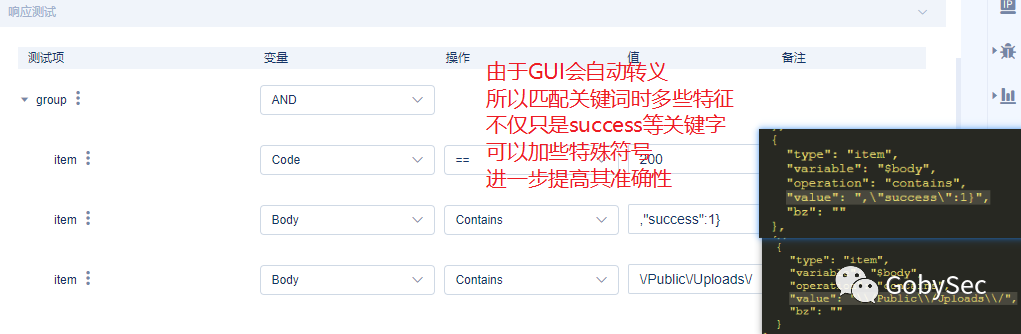 响应测试
测试项 变量 操作 值 备注
由于GUI会自动转义
所以匹配关键词时多些特征
不仅只是success等关键字
可以加些特殊符号
进一步提高其准确性
group AND
item Code == 200
item Body Contains ,"success":1}
item Body Contains \/Public\/Uploads\/
{
"type": "item",
"variable": "$body",
"operation": "contains",
"value": ",\"success\":1}",
"bz": ""
},
{
"type": "item",
"$body"
"value": Public\\/Uploads\\/",
"bz": ""
}
GobySec
IP